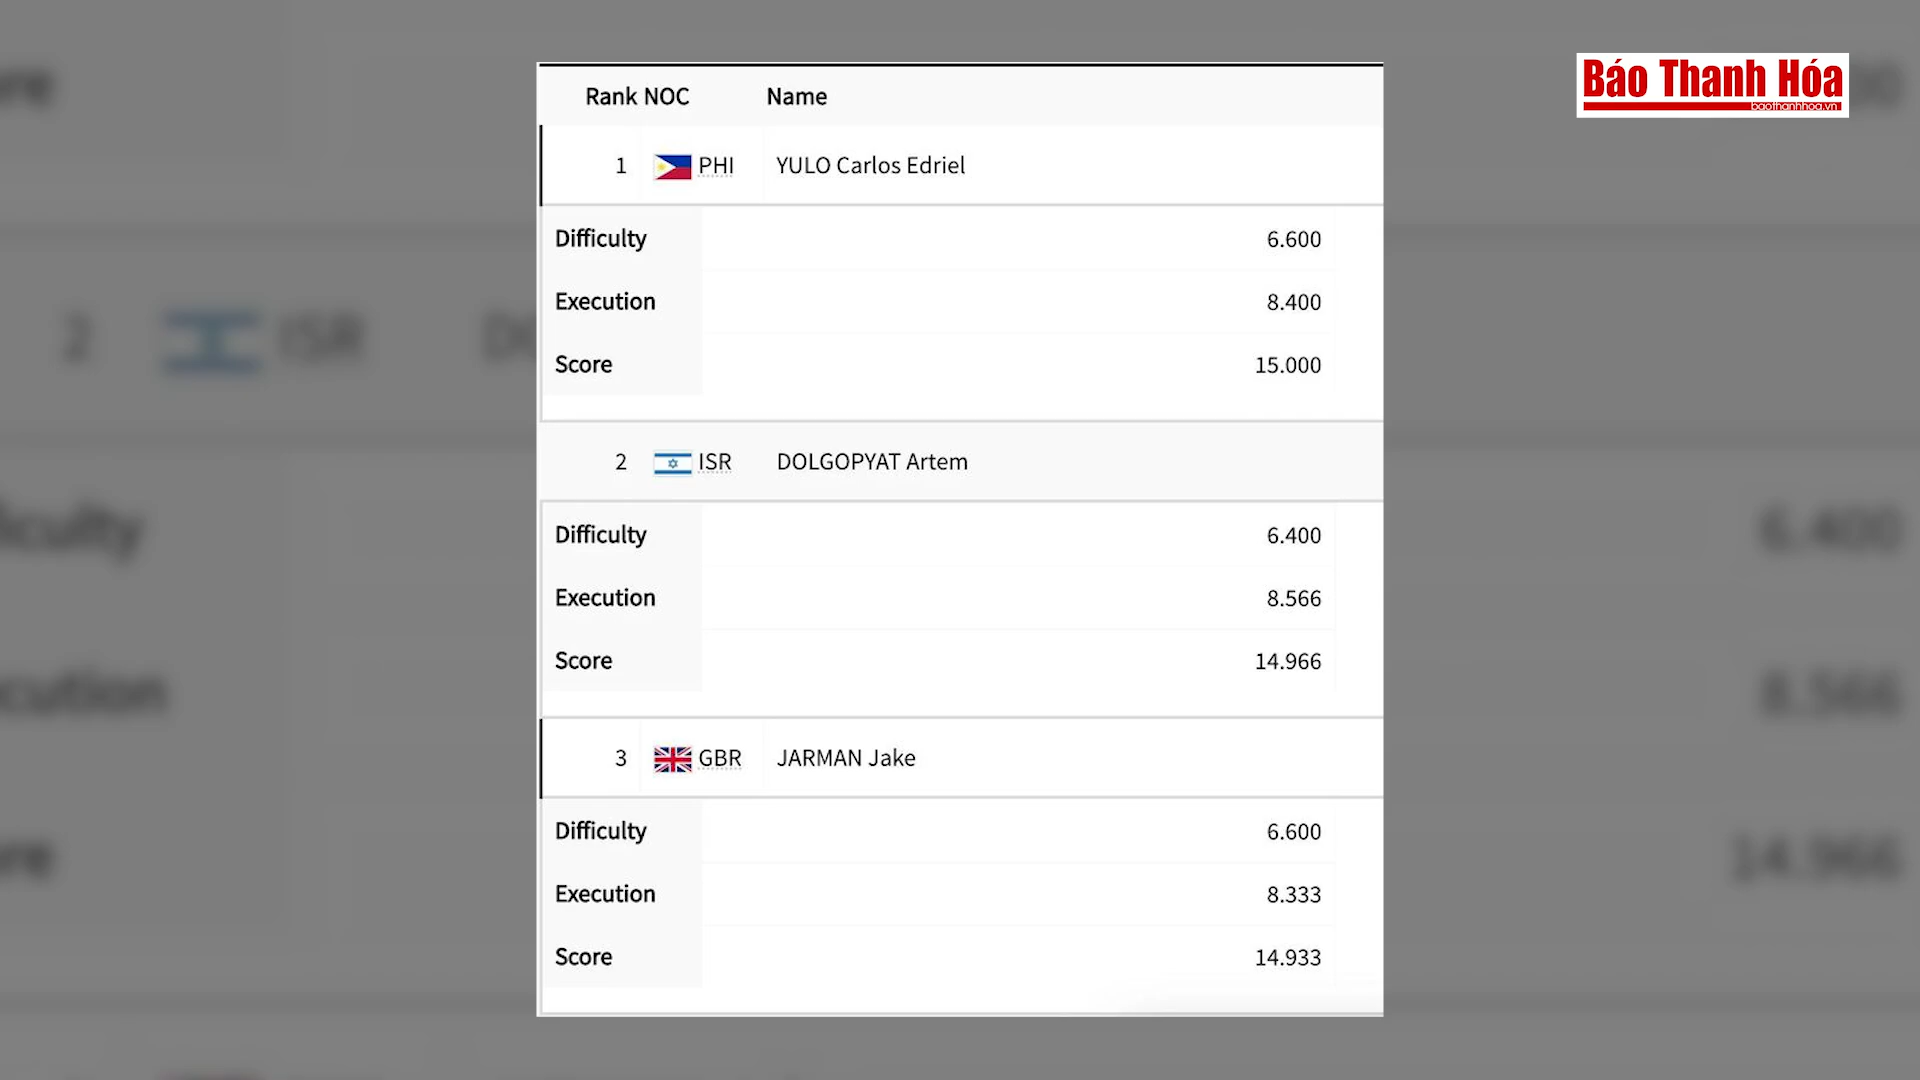 Báo Thanh Hóa
baothanhhoa.vn
Rank NOC Name
1 PHI YULO Carlos Edriel
Difficulty 6.600
Execution 8.400
Score 15.000
2 ISR DOLGOPYAT Artem
Difficulty 6.400
Execution 8.566
Score 14.966
3 GBR JARMAN Jake
Difficulty 6.600
Execution 8.333
Score 14.933